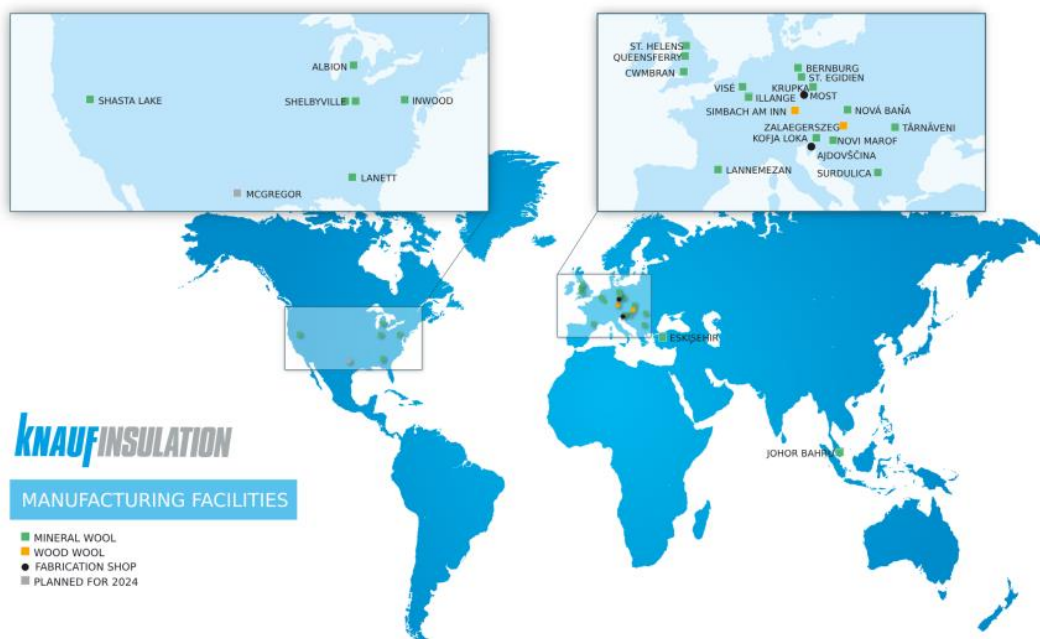 ALBION
SHASTA LAKE
SHELBYVILLE
INWOOD
LANETT
MCGREGOR
ST. HELENS
QUEENSFERRY
CWMBRAN
BERNBURG
ST. EGIDIEN
VISÉ
KRUPKA
ILLANGE
MOST
SIMBACH AM INN
NOVÁ BAŇA
ZALAEGERSZEG
TÂRNĂVENI
KOFJA LOKA
NOVI MAROF
AJDOVŠČINA
LANNEMEZAN
SURDULICA
ESKIŞEHIR
JOHOR BAHRU
KNAUFINSULATION
MANUFACTURING FACILITIES
MINERAL WOOL
WOOD WOOL
FABRICATION SHOP
PLANNED FOR 2024